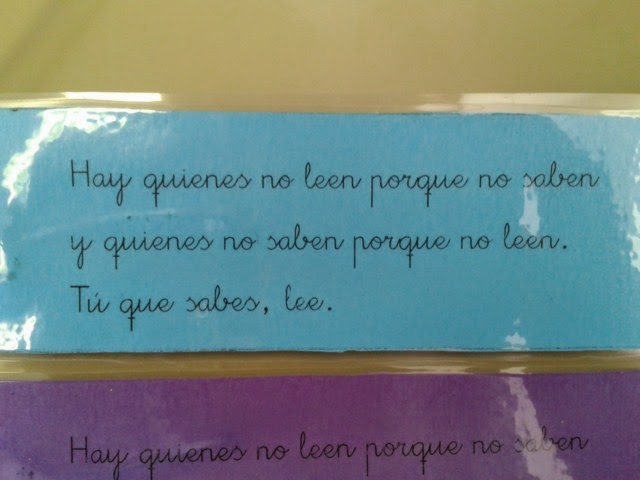 Hay quienes no leen porque no saben
y quienes no saben porque no leen.
Tú que sabes, lee.
Hay quienes no leen porque no saben